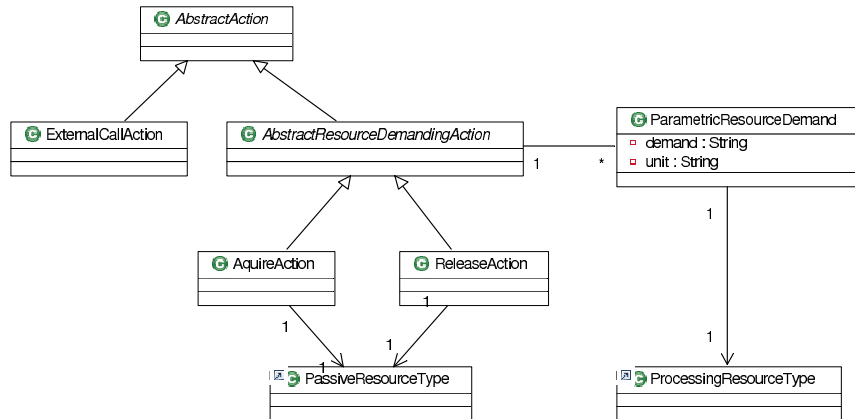 AbstractAction
ExternalCallAction
AbstractResourceDemandingAction
ParametricResourceDemand
demand : String
unit : String
1
*
1
AquireAction
ReleaseAction
1
1
1
1
1
PassiveResourceType
ProcessingResourceType